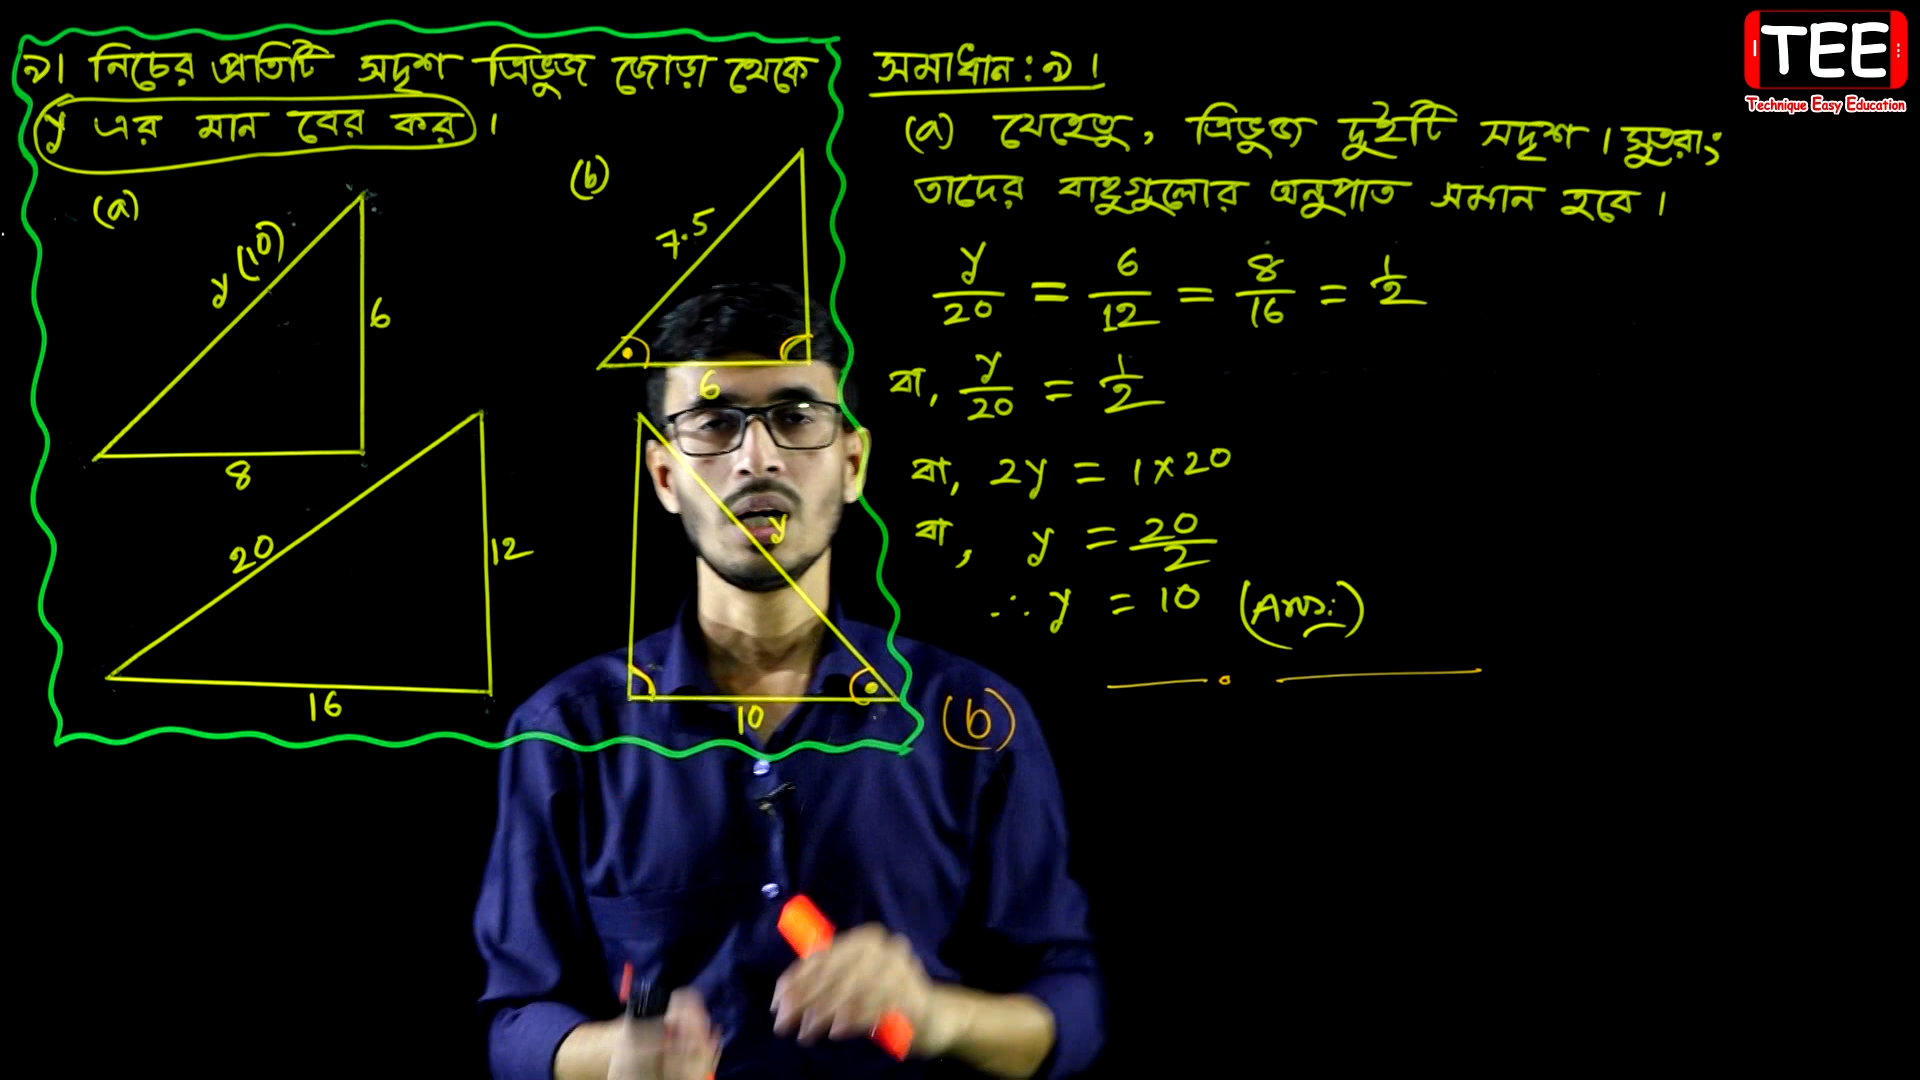 ৯। নিচের প্রতিটি সদৃশ ত্রিভুজ জোড়া থেকে
y এর মান বের কর।
(a)
y (10)
6
8
20
12
16
(b)
7.5
6
y
10
সমাধান: ৯।
(a) যেহেতু, ত্রিভুজ দুইটি সদৃশ। সুতরাং
তাদের বাহুগুলোর অনুপাত সমান হবে।
y/20 = 6/12 = 8/16 = 1/2
বা, y/20 = 1/2
বা, 2y = 1×20
বা, y = 20/2
∴ y = 10 (Ans:)
(b)
TEE
Technique Easy Education